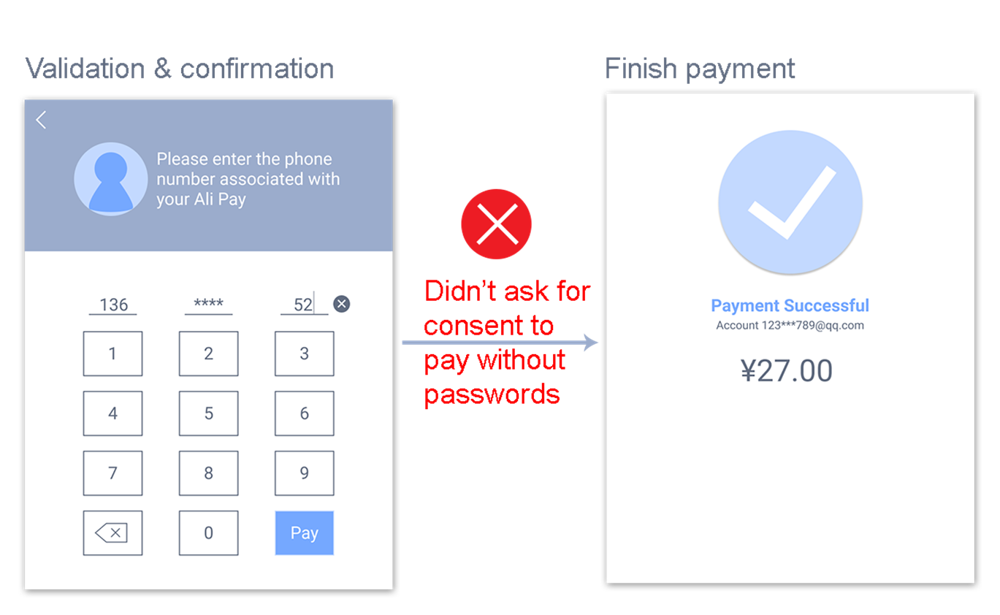 Validation & confirmation
Please enter the phone
number associated with
your Ali Pay
136 **** 52
1 2 3
4 5 6
7 8 9
0 Pay
Didn't ask for
consent to
pay without
passwords
Finish payment
Payment Successful
Account 123***789@qq.com
¥27.00